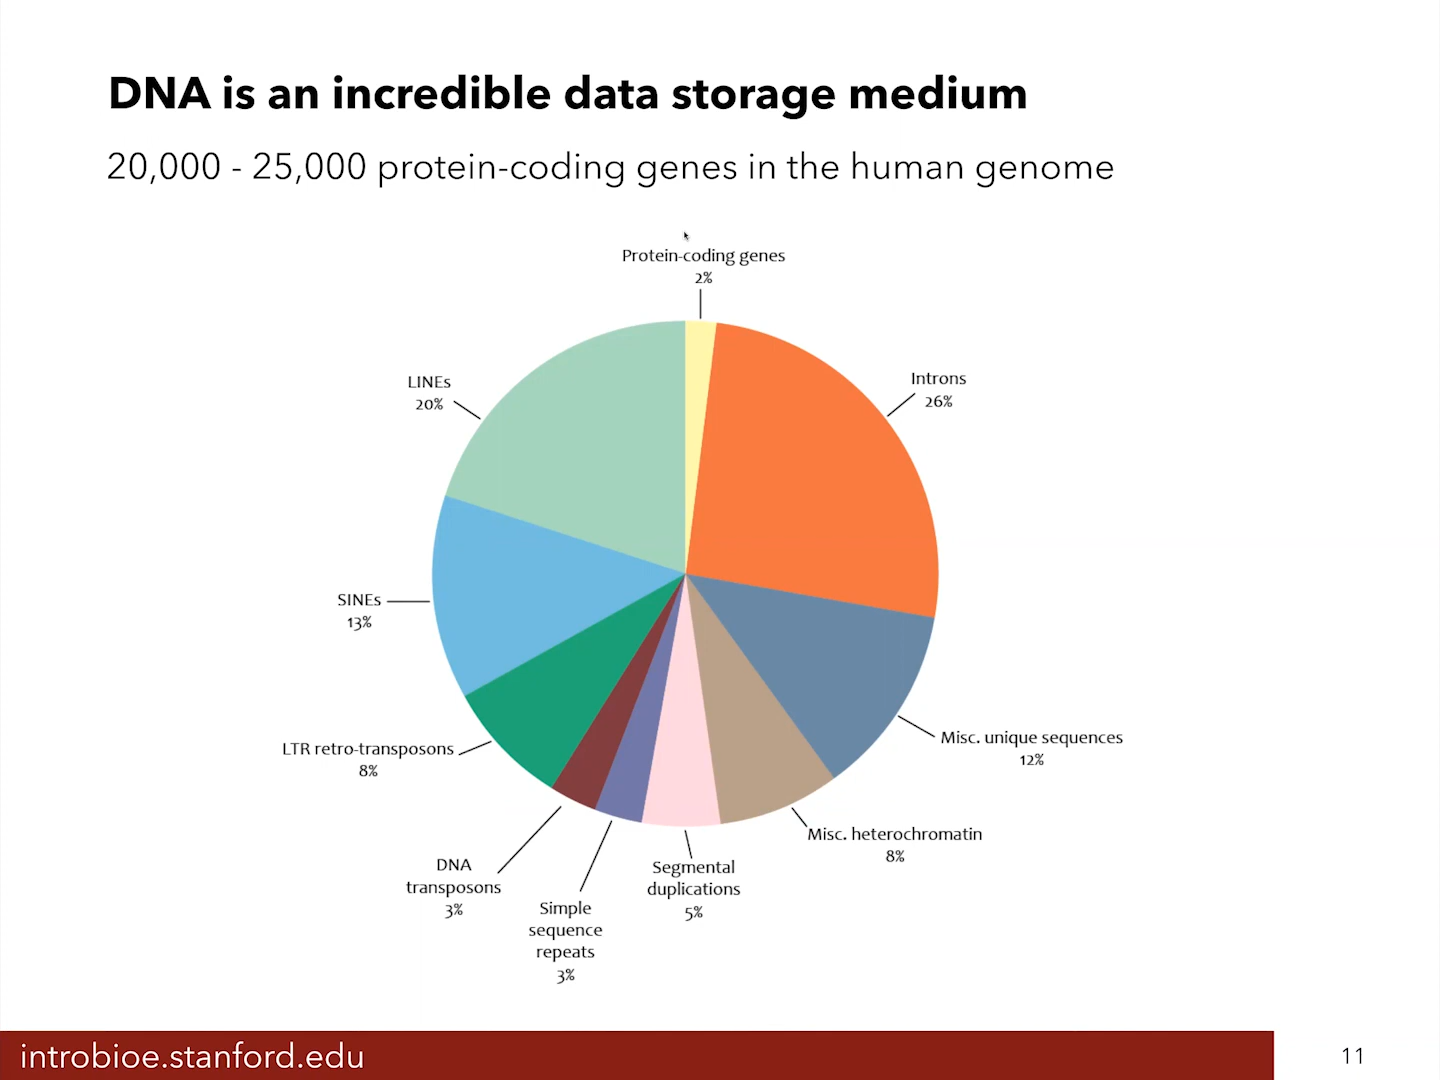 DNA is an incredible data storage medium
20,000 - 25,000 protein-coding genes in the human genome
Protein-coding genes
2%
Introns
26%
Misc. unique sequences
12%
Misc. heterochromatin
8%
Segmental
duplications
5%
Simple
sequence
repeats
3%
DNA
transposons
3%
LTR retro-transposons
8%
SINEs
13%
LINEs
20%
introbioe.stanford.edu
11